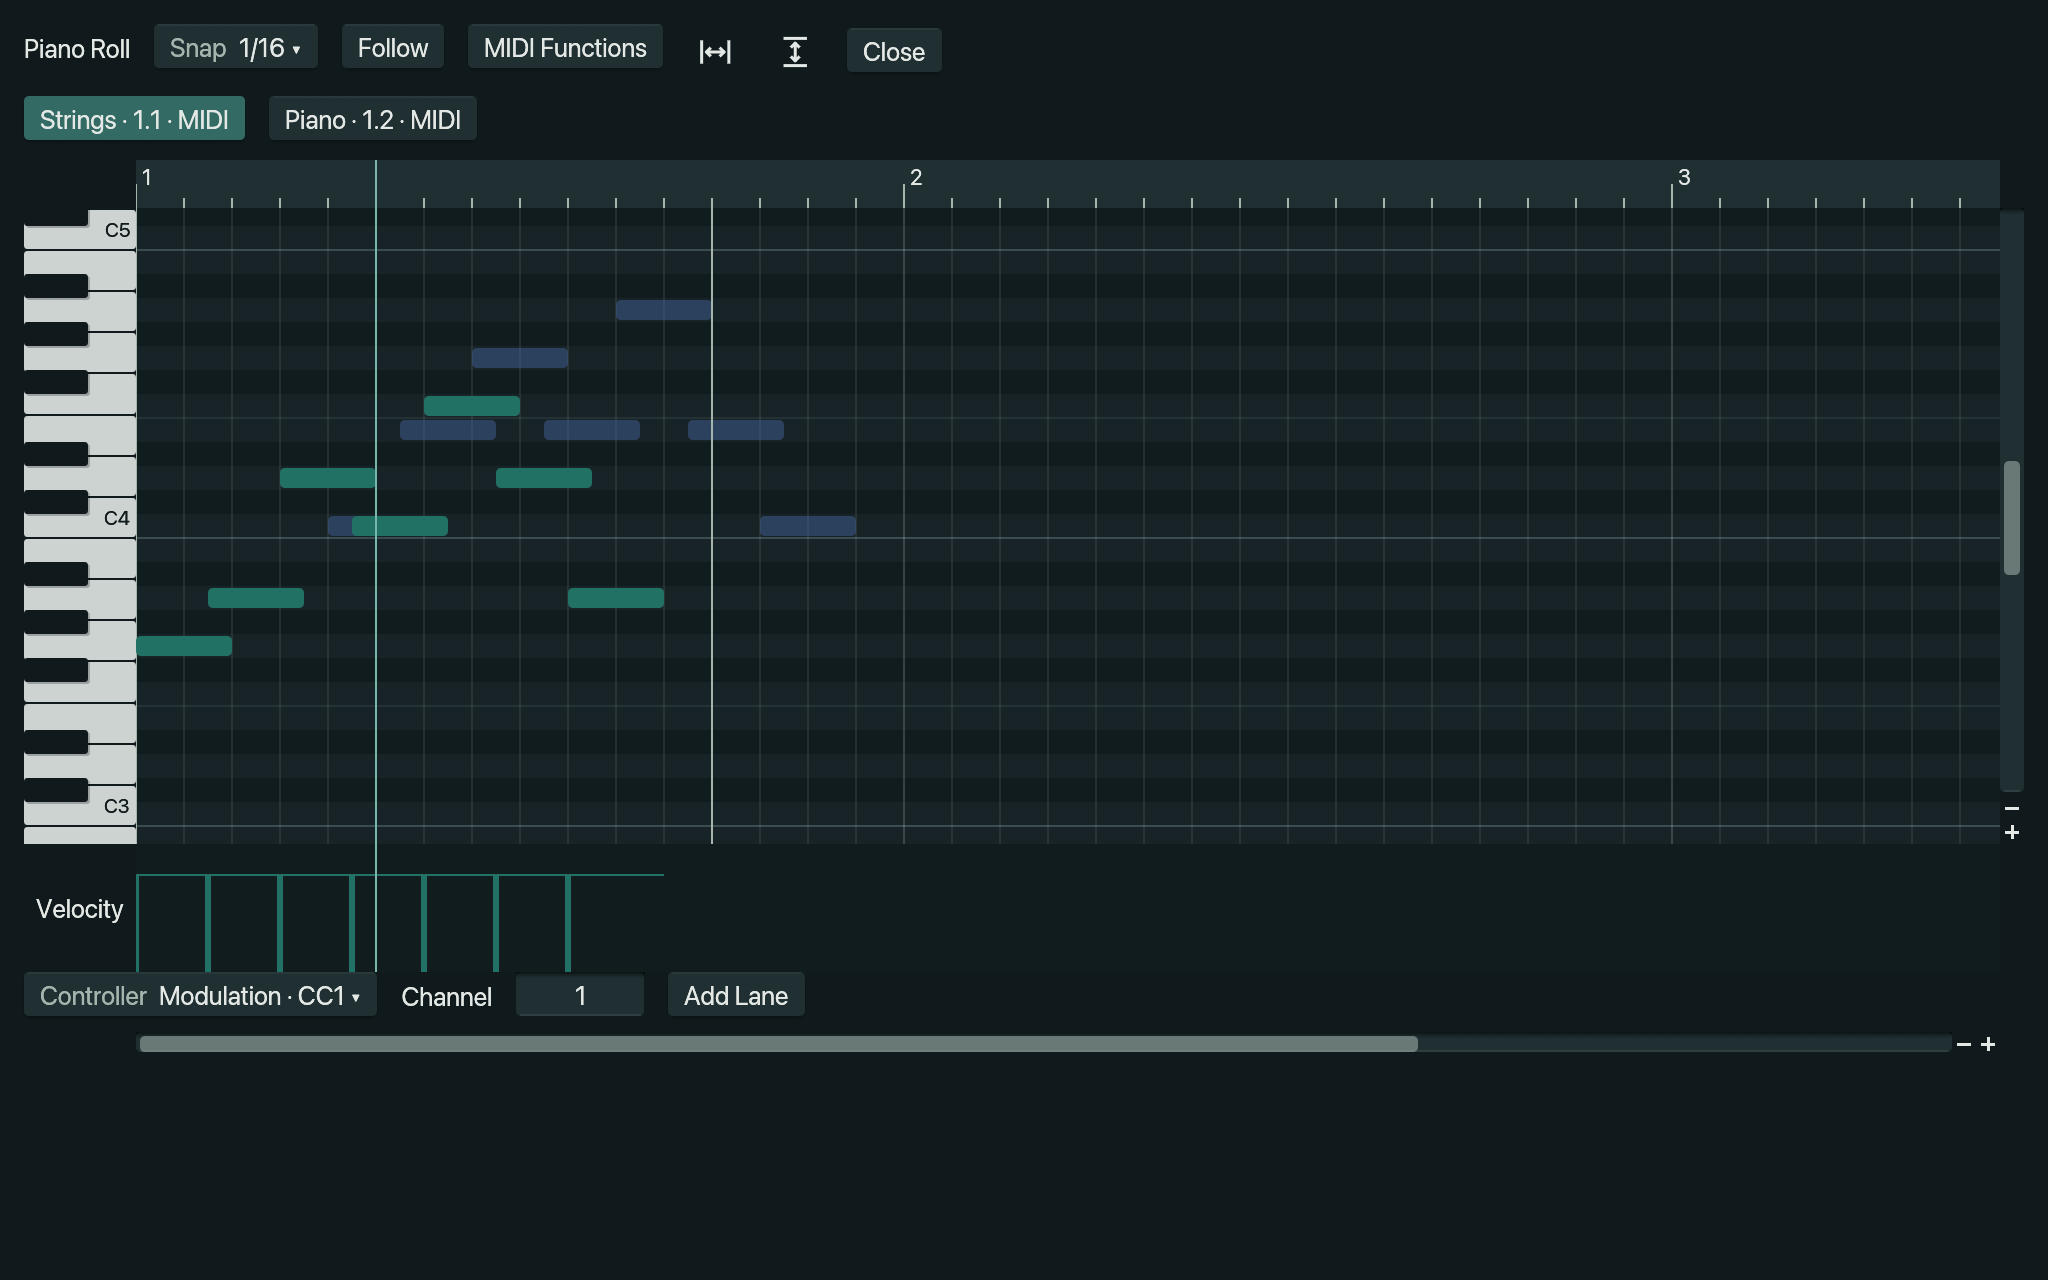 Piano Roll Snap 1/16 ▾ Follow MIDI Functions Close
Strings · 1.1 · MIDI Piano · 1.2 · MIDI
1 2 3
C5
C4
C3
Velocity
Controller Modulation · CC1 ▾ Channel 1 Add Lane